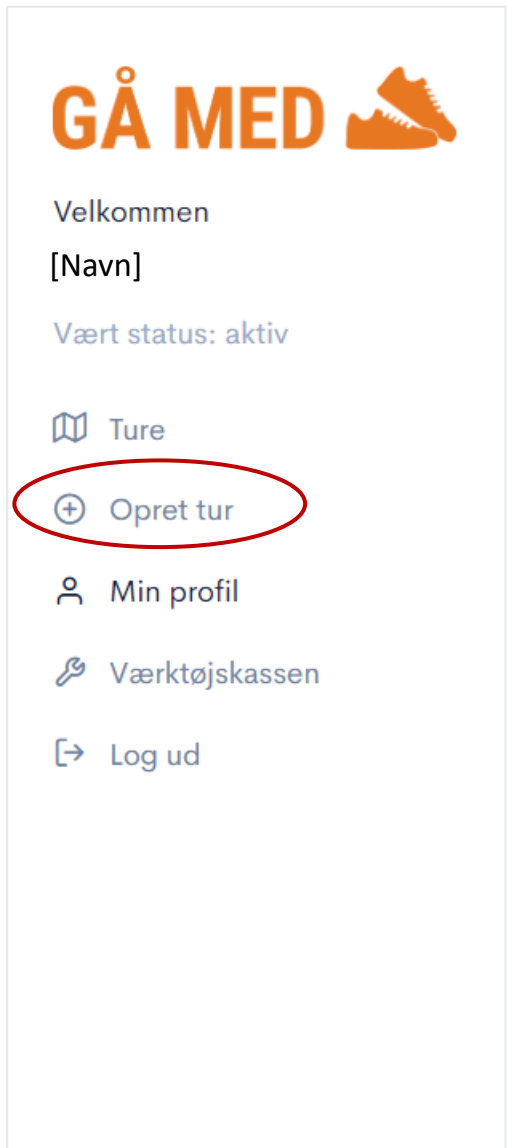 GÅ MED
Velkommen
[Navn]
Vært status: aktiv
Ture
Opret tur
Min profil
Værktøjskassen
Log ud